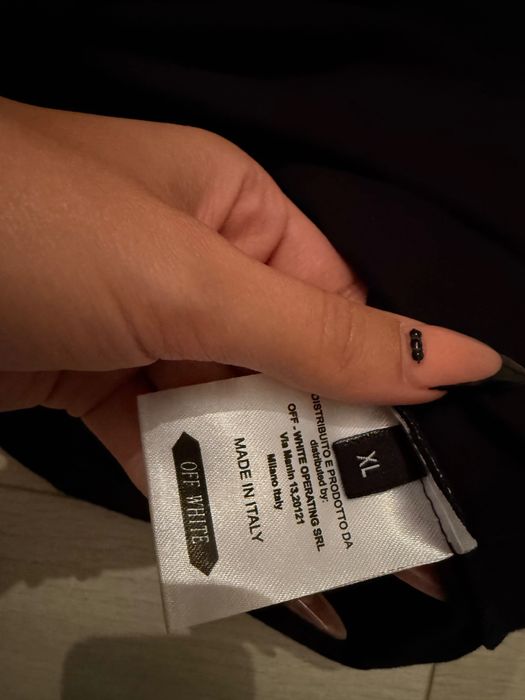 XL
DISTRIBUITO E PRODOTTO DA
distributed by:
OFF - WHITE OPERATING SRL
Via Manin 13,20121
Milano Italy
MADE IN ITALY
OFF WHITE